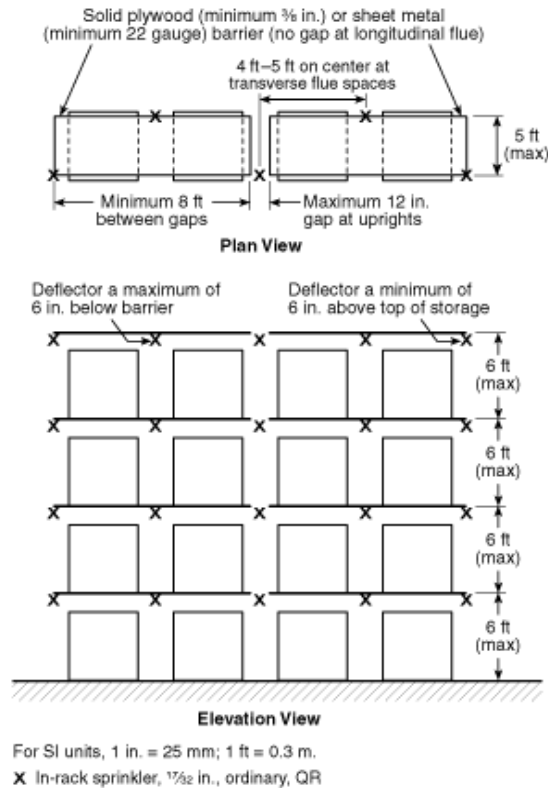 Solid plywood (minimum ⅜ in.) or sheet metal
(minimum 22 gauge) barrier (no gap at longitudinal flue)
4 ft–5 ft on center at
transverse flue spaces
X
X
5 ft
(max)
X
X
X
Minimum 8 ft
between gaps
Maximum 12 in.
gap at uprights
Plan View
Deflector a maximum of
6 in. below barrier
Deflector a minimum of
6 in. above top of storage
X X X X X
6 ft
(max)
X X X X X
6 ft
(max)
X X X X X
6 ft
(max)
X X X X X
6 ft
(max)
Elevation View
For SI units, 1 in. = 25 mm; 1 ft = 0.3 m.
X In-rack sprinkler, 17/32 in., ordinary, QR